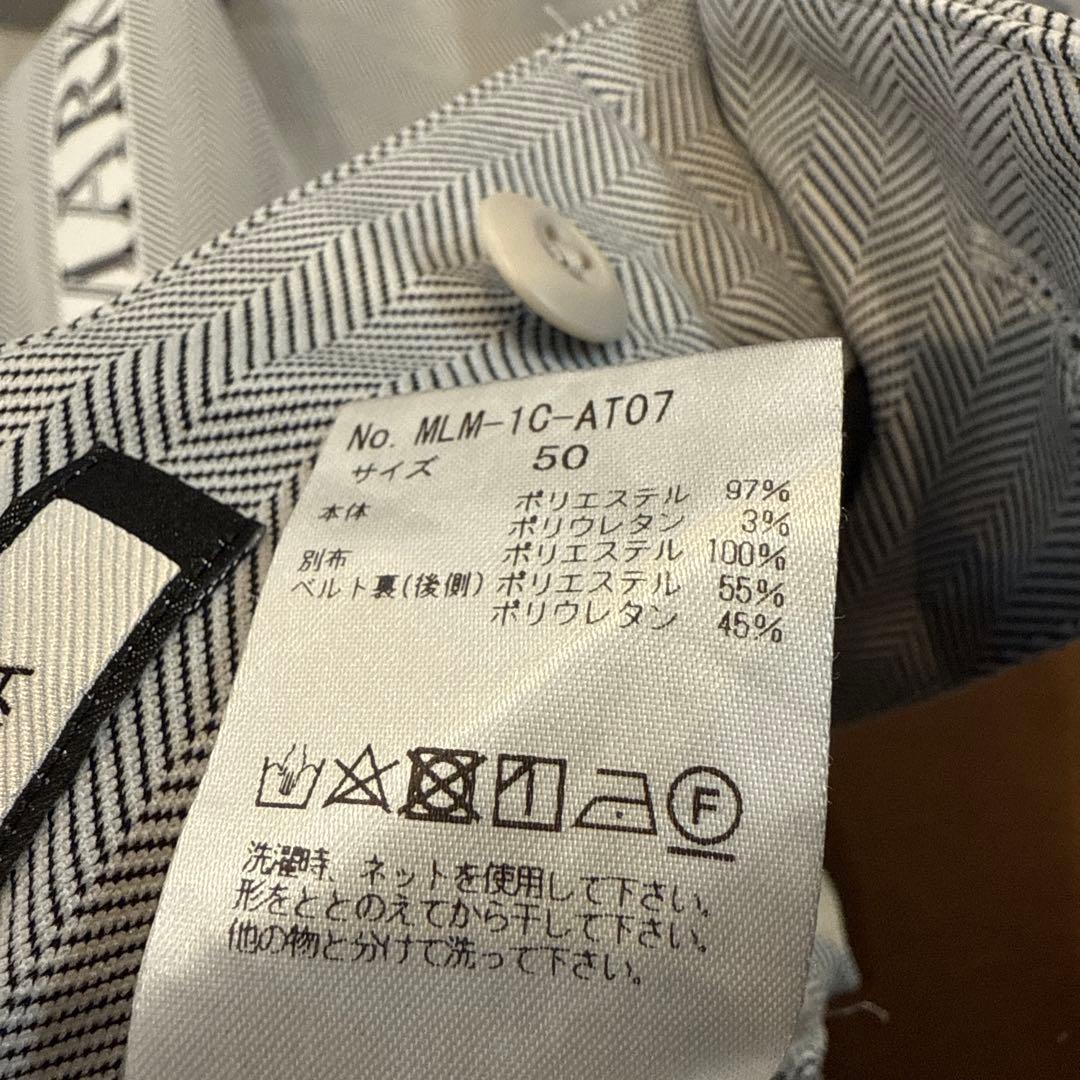 MARK
No. MLM-1C-AT07
サイズ 50
本体 ポリエステル 97%
ポリウレタン 3%
別布 ポリエステル 100%
ベルト裏(後側) ポリエステル 55%
ポリウレタン 45%
F
洗濯時、ネットを使用して下さい。
形をととのえてから干して下さい。
他の物と分けて洗って下さい。